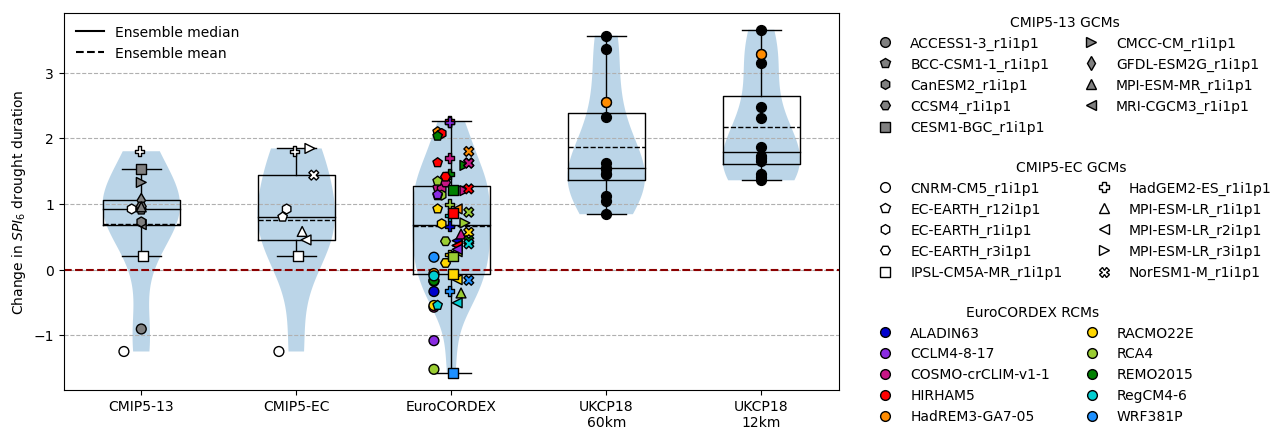 Ensemble median
Ensemble mean
Change in SPI6 drought duration
3
2
1
0
−1
CMIP5-13
CMIP5-EC
EuroCORDEX
UKCP18
60km
UKCP18
12km
CMIP5-13 GCMs
ACCESS1-3_r1i1p1
BCC-CSM1-1_r1i1p1
CanESM2_r1i1p1
CCSM4_r1i1p1
CESM1-BGC_r1i1p1
CMCC-CM_r1i1p1
GFDL-ESM2G_r1i1p1
MPI-ESM-MR_r1i1p1
MRI-CGCM3_r1i1p1
CMIP5-EC GCMs
CNRM-CM5_r1i1p1
EC-EARTH_r12i1p1
EC-EARTH_r1i1p1
EC-EARTH_r3i1p1
IPSL-CM5A-MR_r1i1p1
HadGEM2-ES_r1i1p1
MPI-ESM-LR_r1i1p1
MPI-ESM-LR_r2i1p1
MPI-ESM-LR_r3i1p1
NorESM1-M_r1i1p1
EuroCORDEX RCMs
ALADIN63
CCLM4-8-17
COSMO-crCLIM-v1-1
HIRHAM5
HadREM3-GA7-05
RACMO22E
RCA4
REMO2015
RegCM4-6
WRF381P